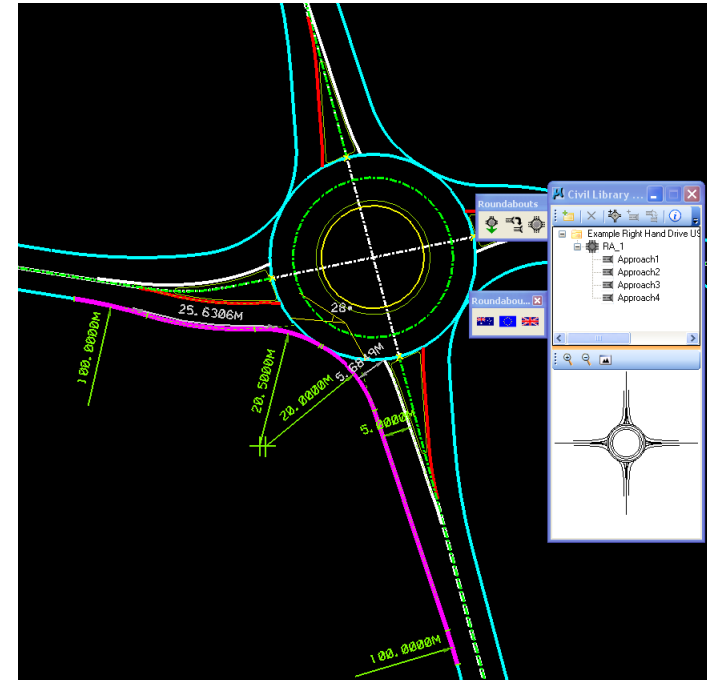 Roundabouts
Civil Library ...
Example Right Hand Drive US
RA_1
Approach1
Approach2
Approach3
Approach4
Roundabou...
25.6306M
28
100.0000M
20.5000M
20.0000M
5.0000M
100.0000M